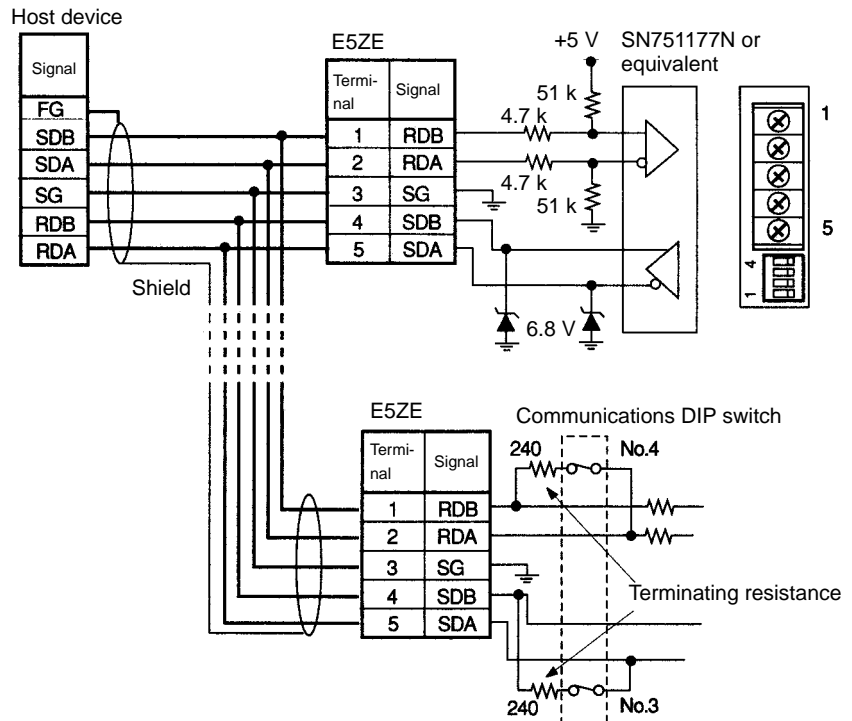 Host device
Signal
FG
SDB
SDA
SG
RDB
RDA
Shield
E5ZE
Termi-
nal
Signal
1 RDB
2 RDA
3 SG
4 SDB
5 SDA
+5 V
SN751177N or
equivalent
51 k
4.7 k
4.7 k
51 k
6.8 V
1
5
4
1
E5ZE
Termi-
nal
Signal
1 RDB
2 RDA
3 SG
4 SDB
5 SDA
Communications DIP switch
240
No.4
Terminating resistance
240
No.3